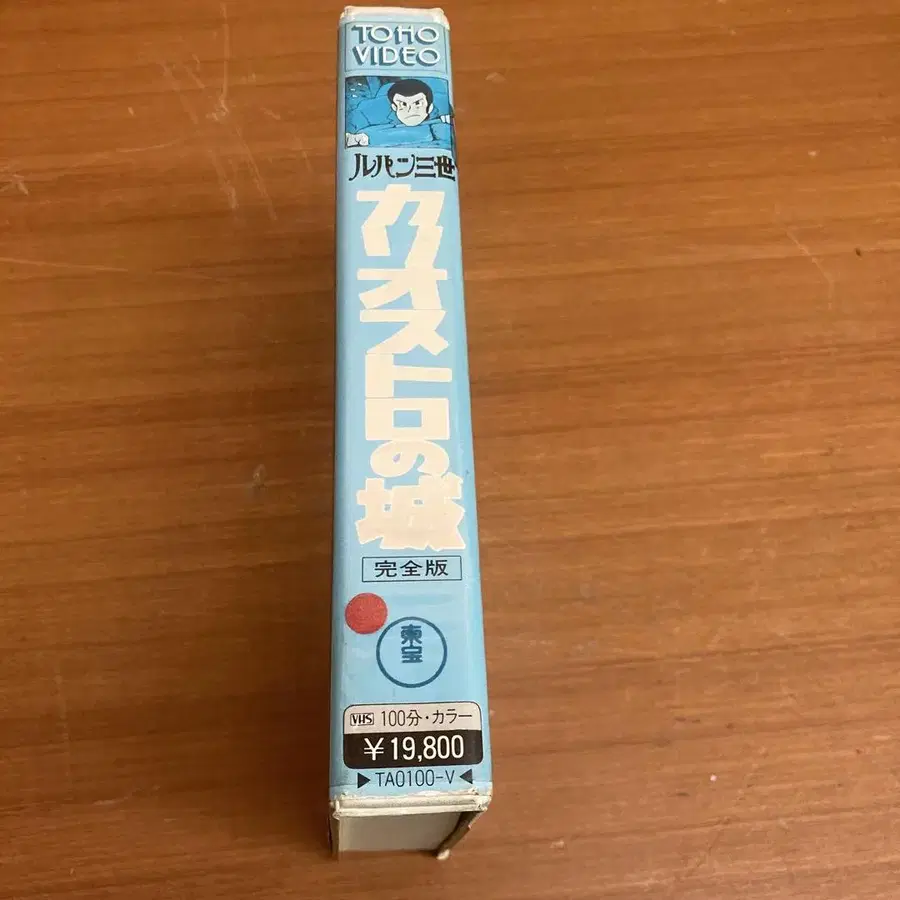 TOHO
VIDEO
ルパン三世
カリオストロの城
完全版
東宝
VHS 100分・カラー
¥19,800
▶TA0100-V◀